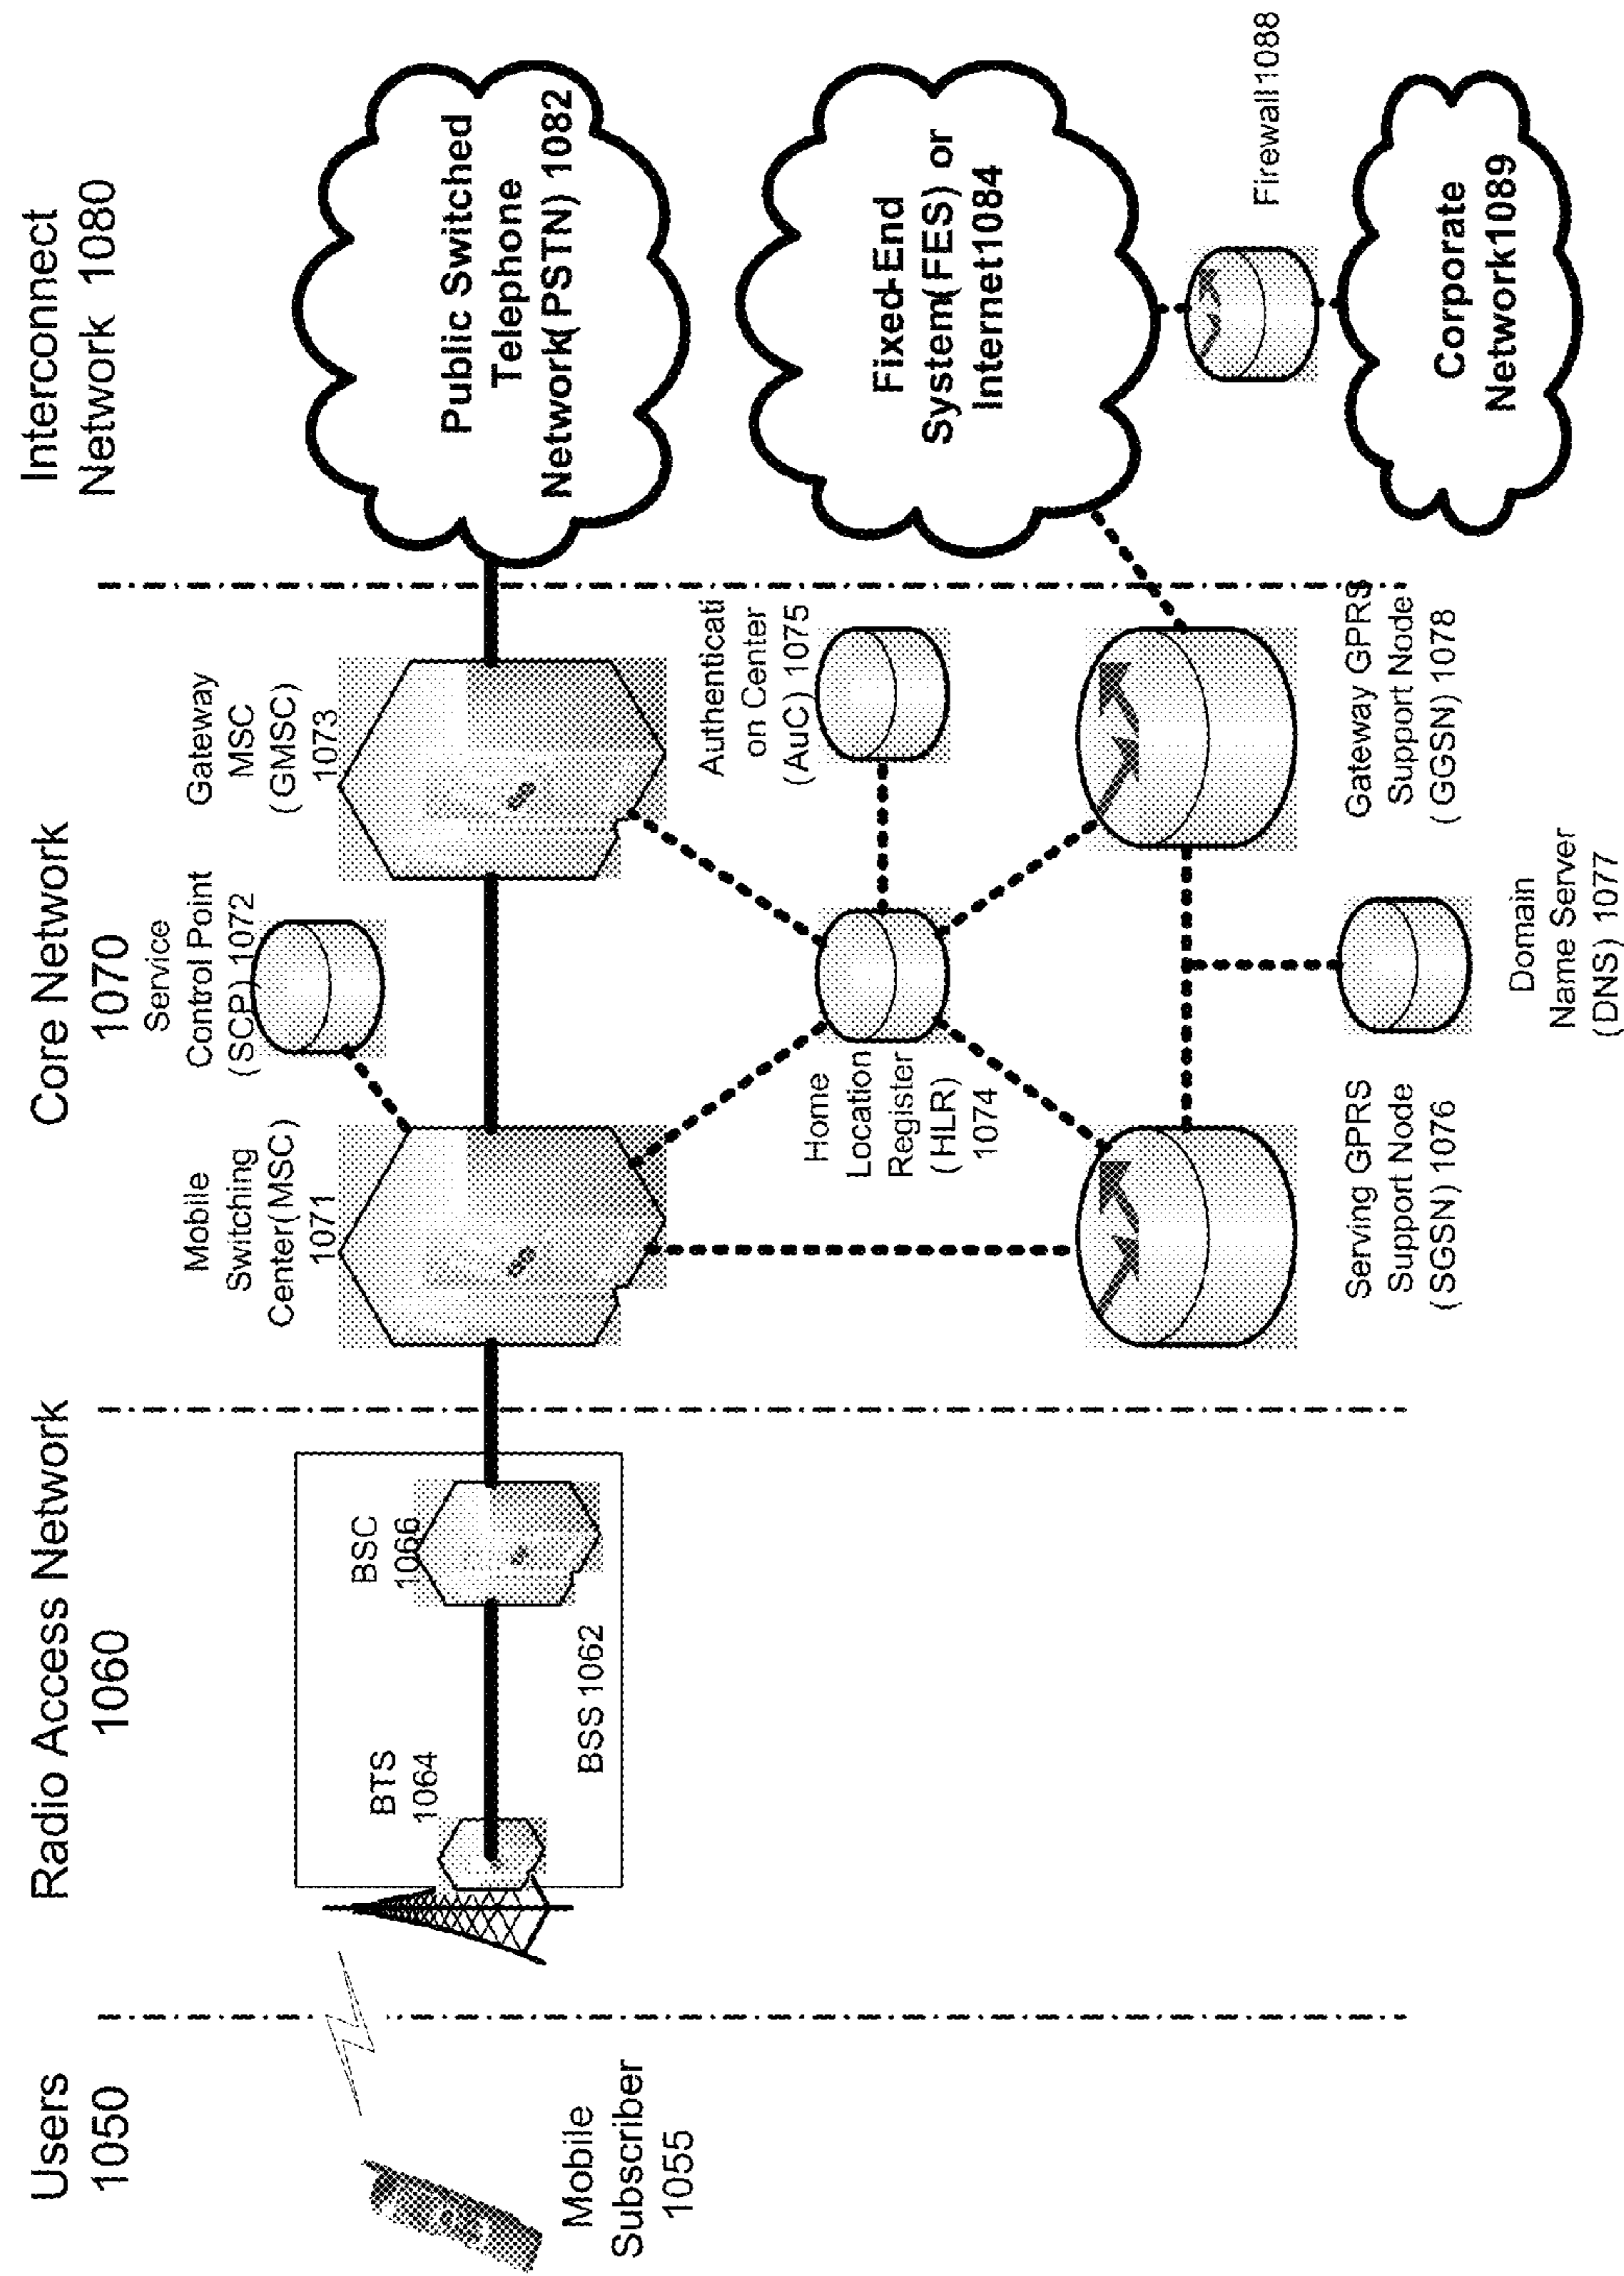 Users
1050
Radio Access Network
1060
Core Network
1070
Interconnect
Network 1080
Mobile
Subscriber
1055
BTS
1064
BSC
1066
BSS 1062
Mobile
Switching
Center(MSC)
1071
Service
Control Point
(SCP) 1072
Gateway
MSC
(GMSC)
1073
Public Switched
Telephone
Network(PSTN) 1082
Home
Location
Register
(HLR)
1074
Authenticati
on Center
(AuC) 1075
Fixed-End
System(FES) or
Internet1084
Serving GPRS
Support Node
(SGSN) 1076
Domain
Name Server
(DNS) 1077
Gateway GPRS
Support Node
(GGSN) 1078
Firewall1088
Corporate
Network1089